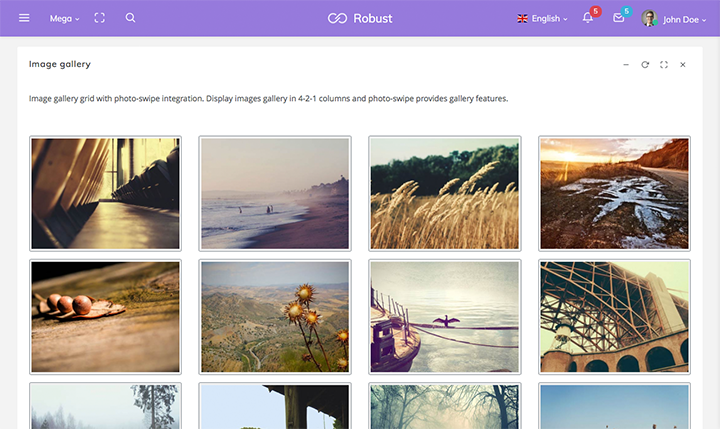 Mega
Robust
English
5
5
John Doe
Image gallery
Image gallery grid with photo-swipe integration. Display images gallery in 4-2-1 columns and photo-swipe provides gallery features.